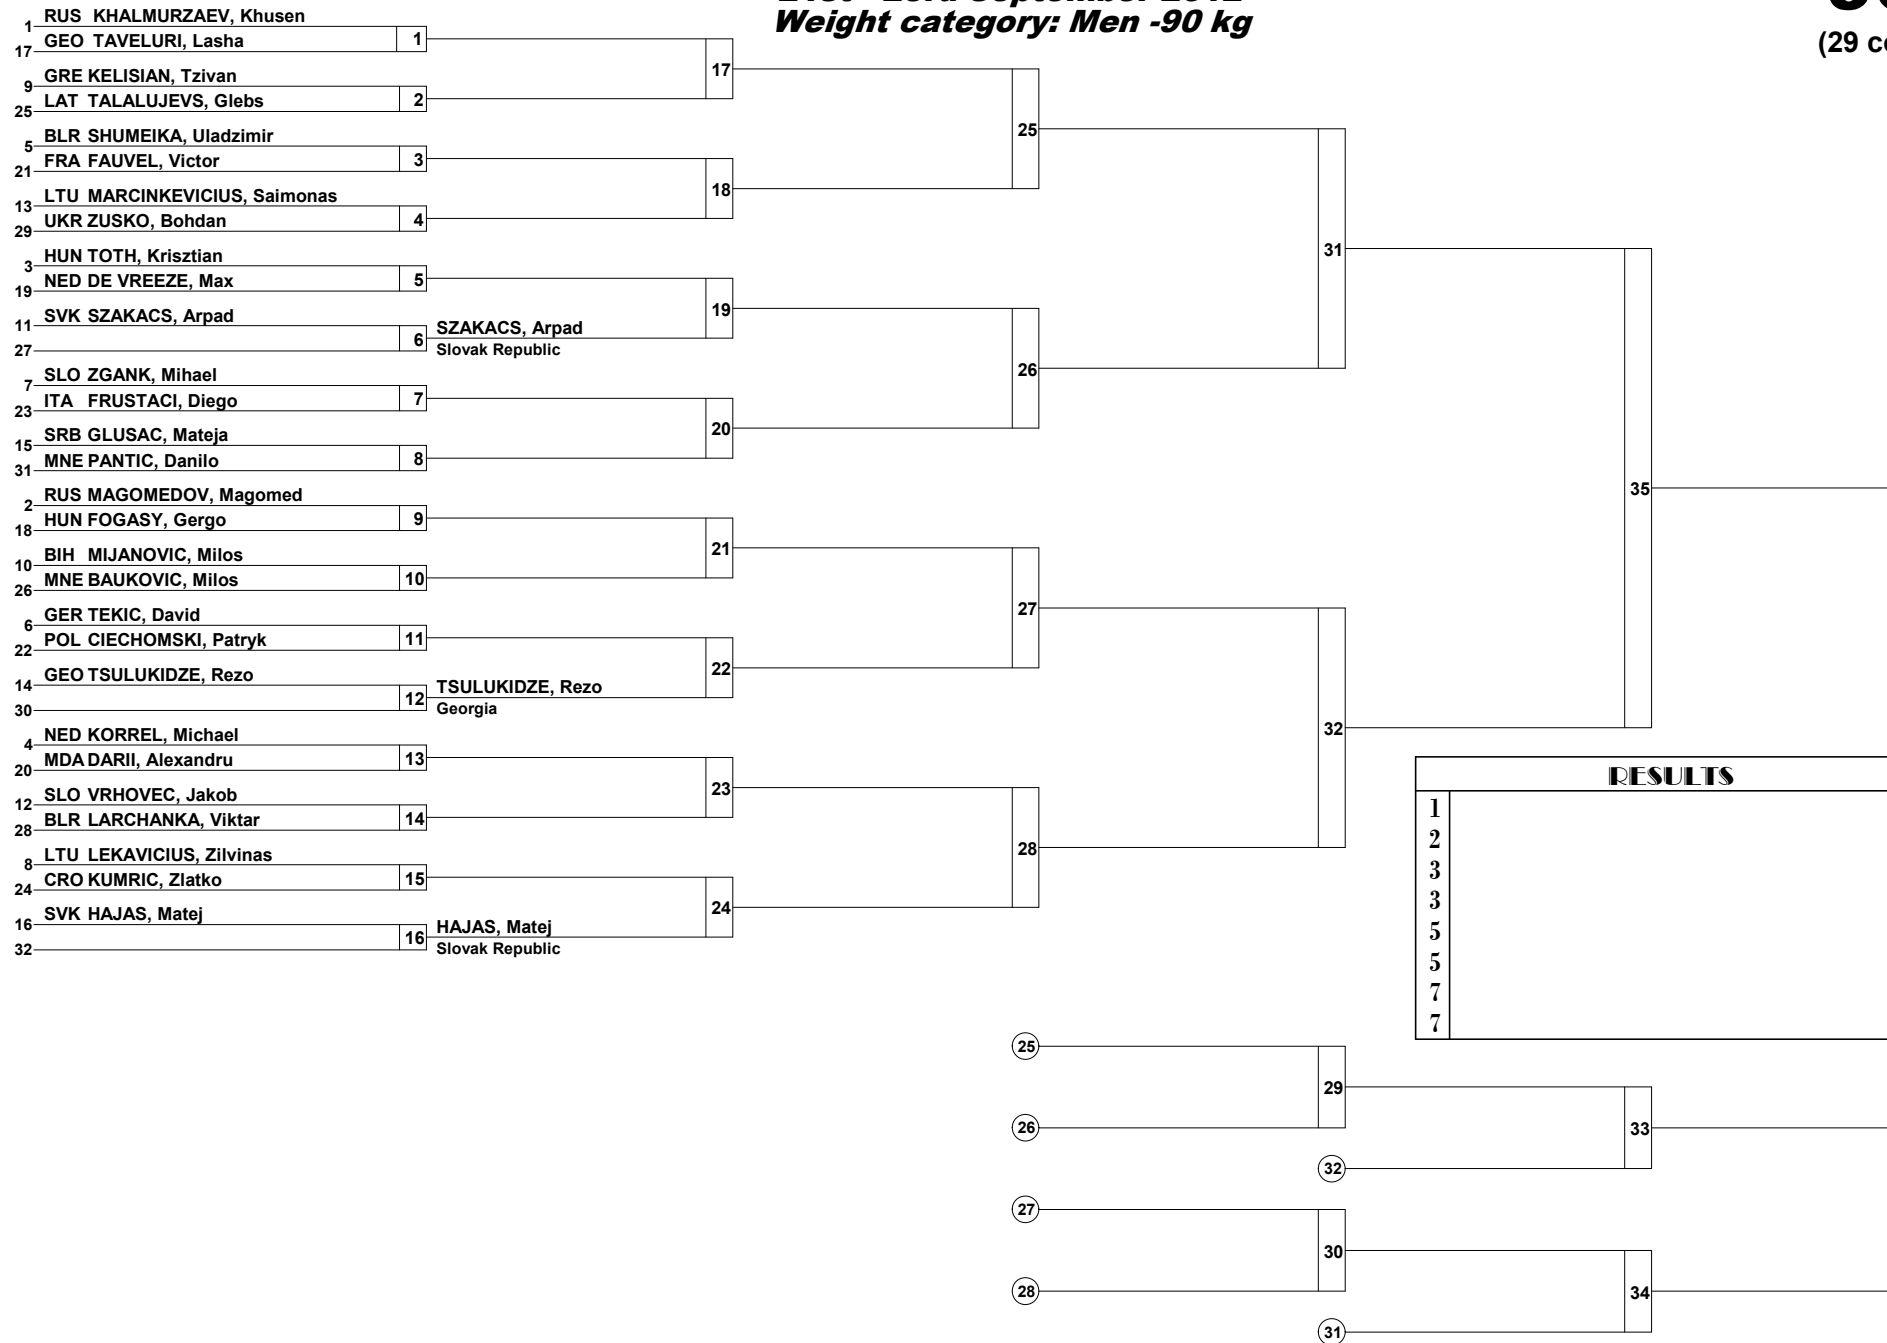 Weight category: Men -90 kg
(29 c
1 RUS KHALMURZAEV, Khusen
17 GEO TAVELURI, Lasha 1
9 GRE KELISIAN, Tzivan
25 LAT TALALUJEVS, Glebs 2
5 BLR SHUMEIKA, Uladzimir
21 FRA FAUVEL, Victor 3
13 LTU MARCINKEVICIUS, Saimonas
29 UKR ZUSKO, Bohdan 4
3 HUN TOTH, Krisztian
19 NED DE VREEZE, Max 5
11 SVK SZAKACS, Arpad
27 6
SZAKACS, Arpad
Slovak Republic
7 SLO ZGANK, Mihael
23 ITA FRUSTACI, Diego 7
15 SRB GLUSAC, Mateja
31 MNE PANTIC, Danilo 8
2 RUS MAGOMEDOV, Magomed
18 HUN FOGASY, Gergo 9
10 BIH MIJANOVIC, Milos
26 MNE BAUKOVIC, Milos 10
6 GER TEKIC, David
22 POL CIECHOMSKI, Patryk 11
14 GEO TSULUKIDZE, Rezo
30 12
TSULUKIDZE, Rezo
Georgia
4 NED KORREL, Michael
20 MDA DARII, Alexandru 13
12 SLO VRHOVEC, Jakob
28 BLR LARCHANKA, Viktar 14
8 LTU LEKAVICIUS, Zilvinas
24 CRO KUMRIC, Zlatko 15
16 SVK HAJAS, Matej
32 16
HAJAS, Matej
Slovak Republic
17
18
19
20
21
22
23
24
25
26
27
28
31
32
35
RESULTS
1
2
3
3
5
5
7
7
25
26
29
32
33
27
28
30
31
34